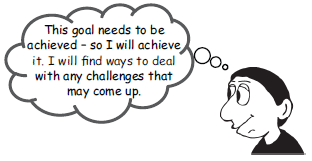 This goal needs to be
achieved – so I will achieve
it. I will find ways to deal
with any challenges that
may come up.